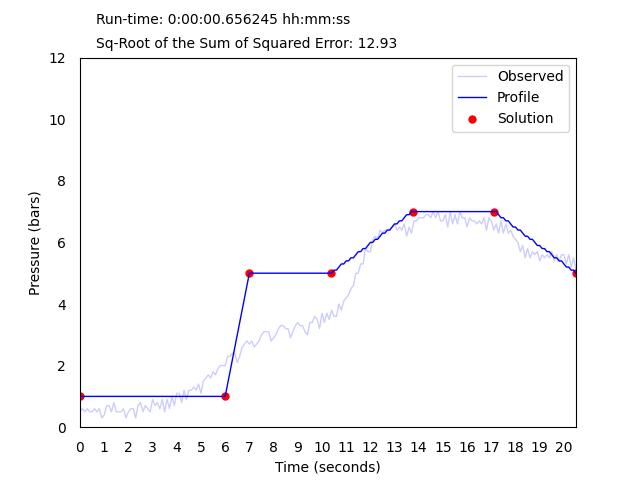 Run-time: 0:00:00.656245 hh:mm:ss
Sq-Root of the Sum of Squared Error: 12.93
12
10
8
6
4
2
0
Pressure (bars)
Observed
Profile
Solution
0 1 2 3 4 5 6 7 8 9 10 11 12 13 14 15 16 17 18 19 20
Time (seconds)